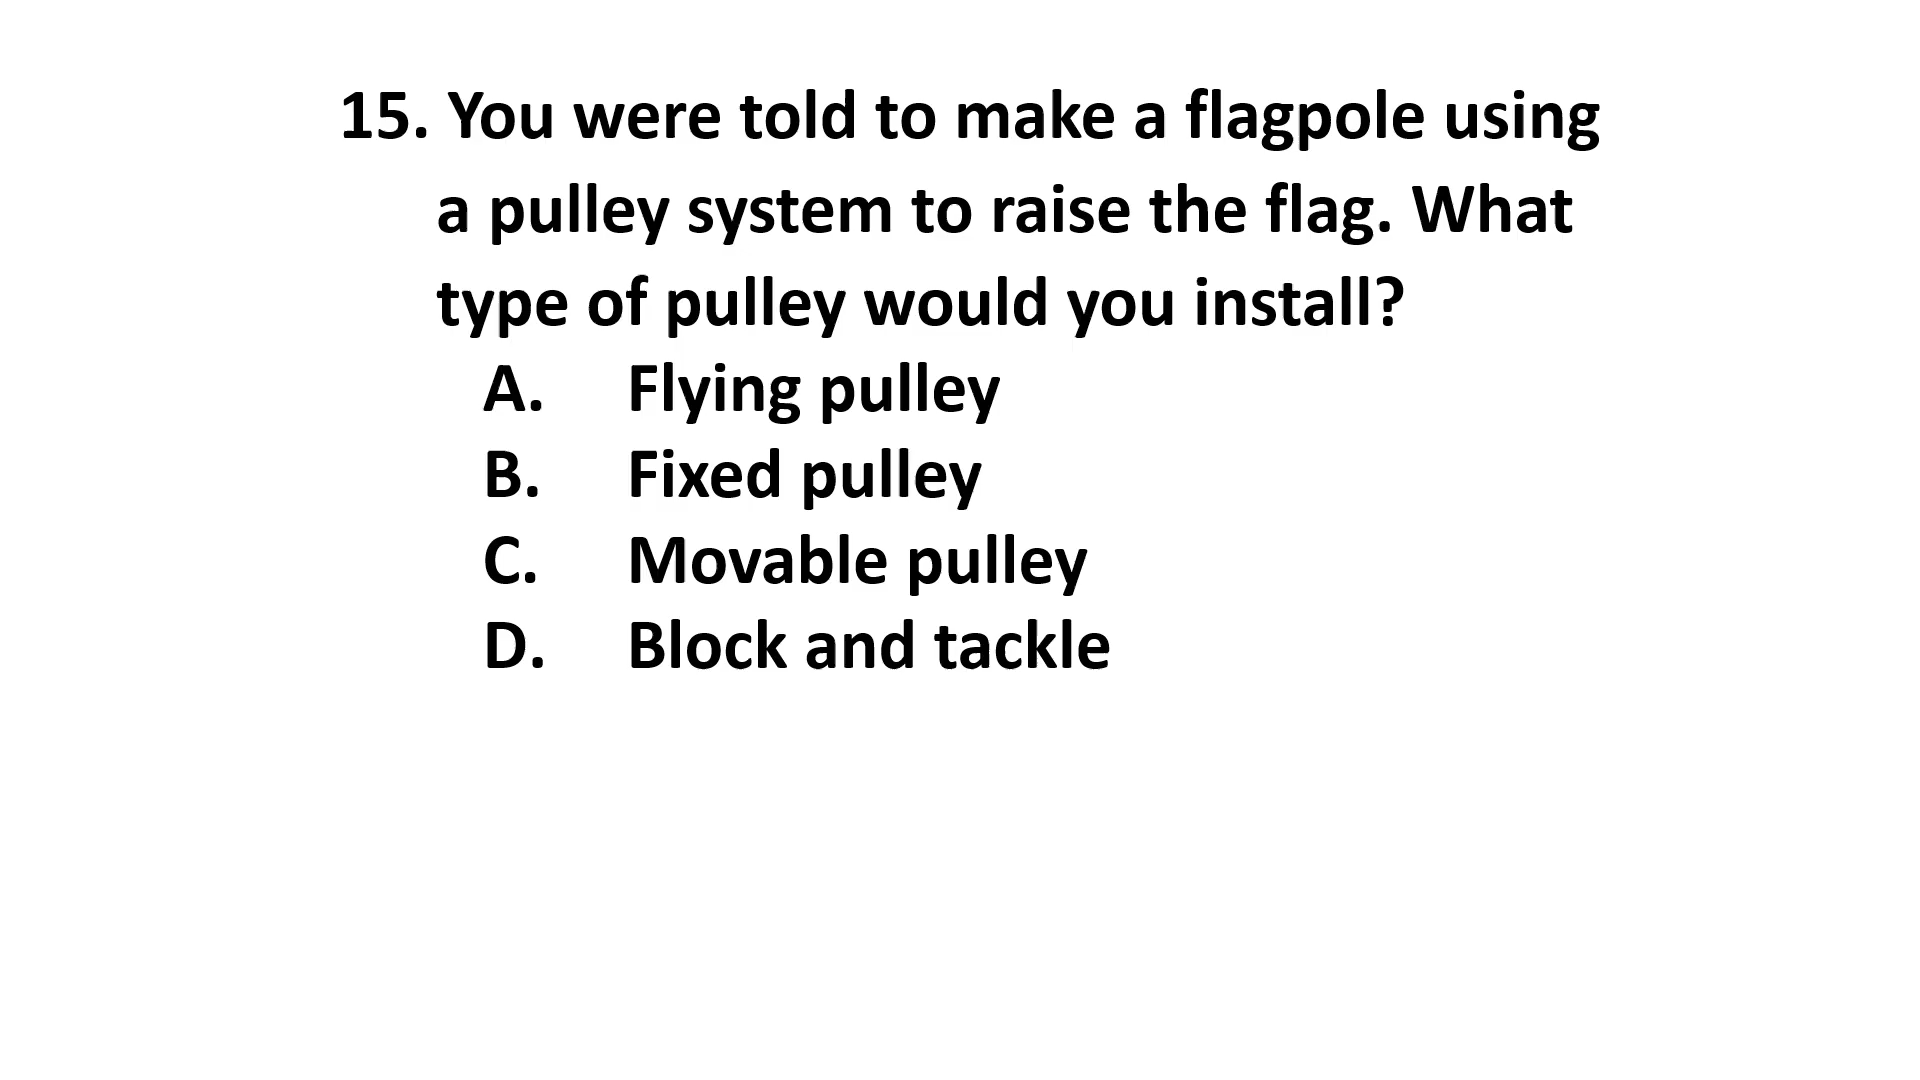 15. You were told to make a flagpole using
a pulley system to raise the flag. What
type of pulley would you install?
A. Flying pulley
B. Fixed pulley
C. Movable pulley
D. Block and tackle